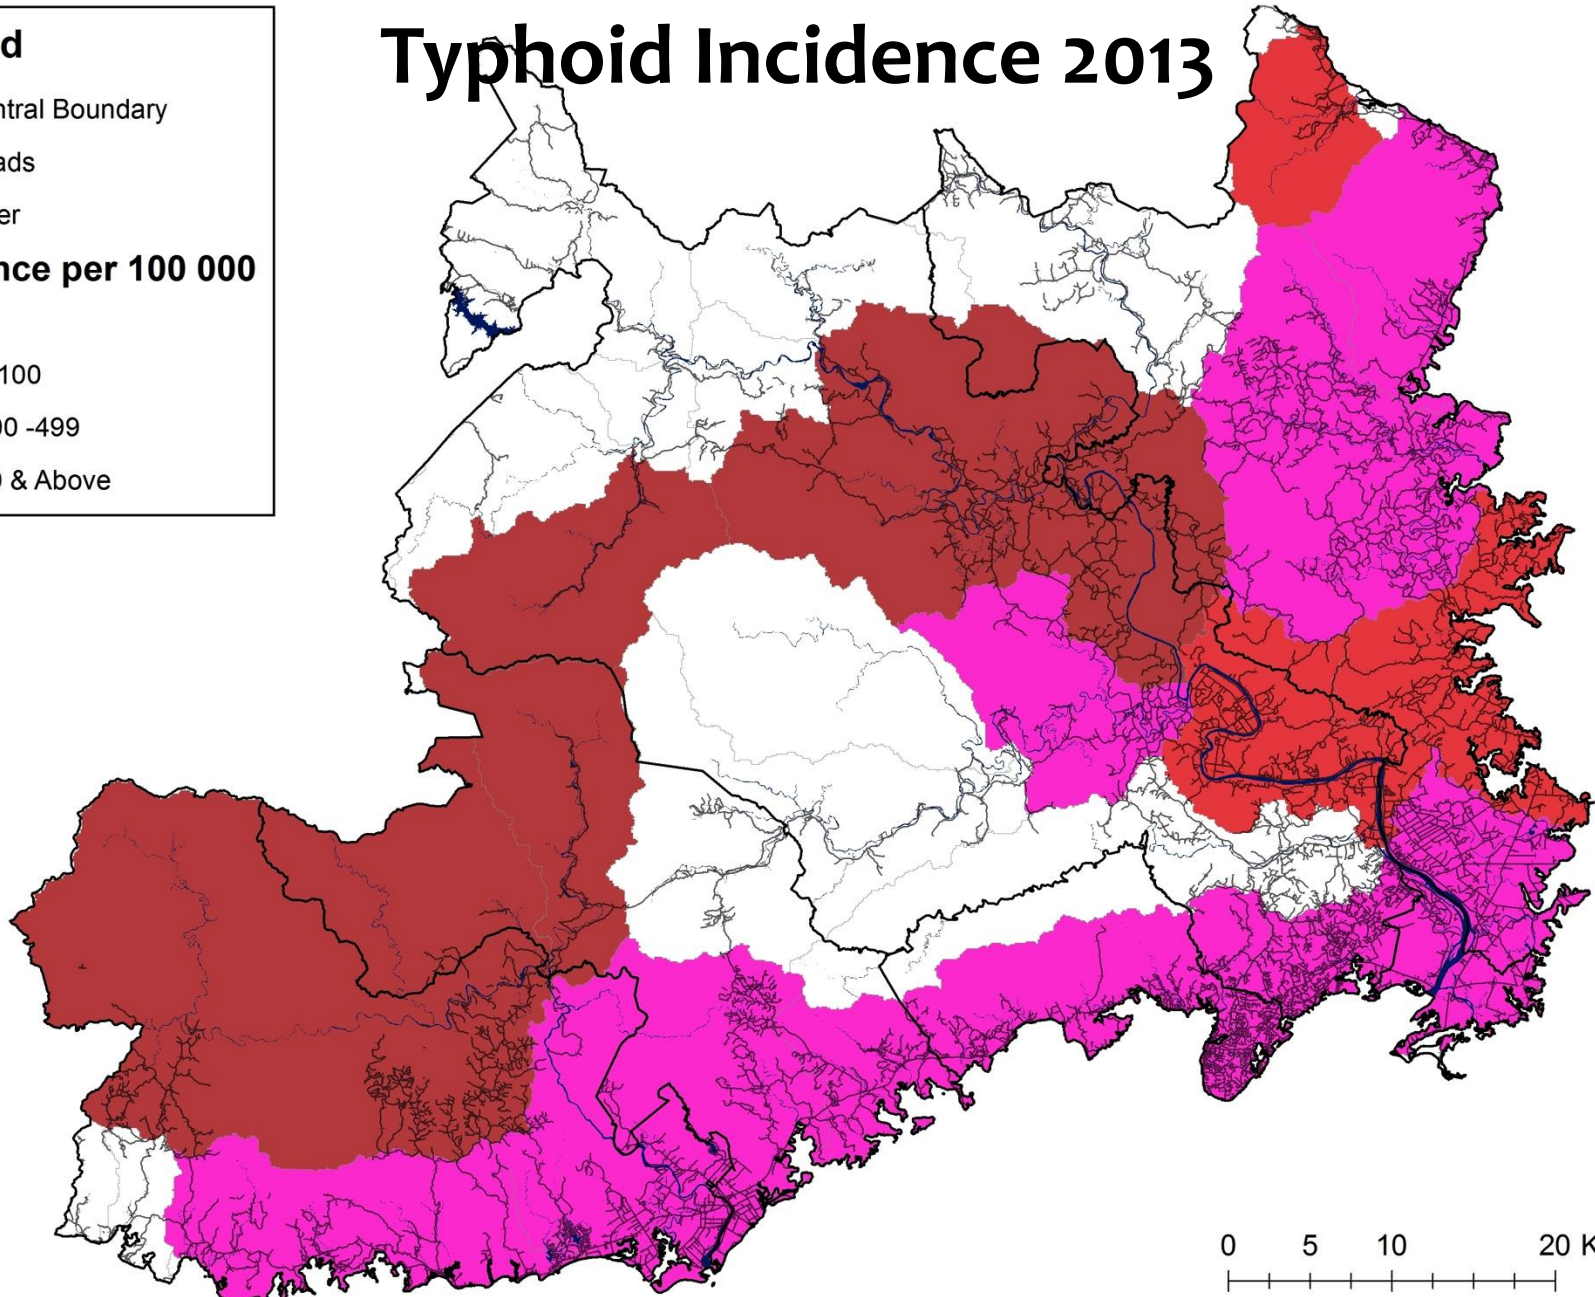 Typhoid Incidence 2013
d
ntral Boundary
ads
er
nce per 100 000
100
00 -499
0 & Above
0 5 10 20 K